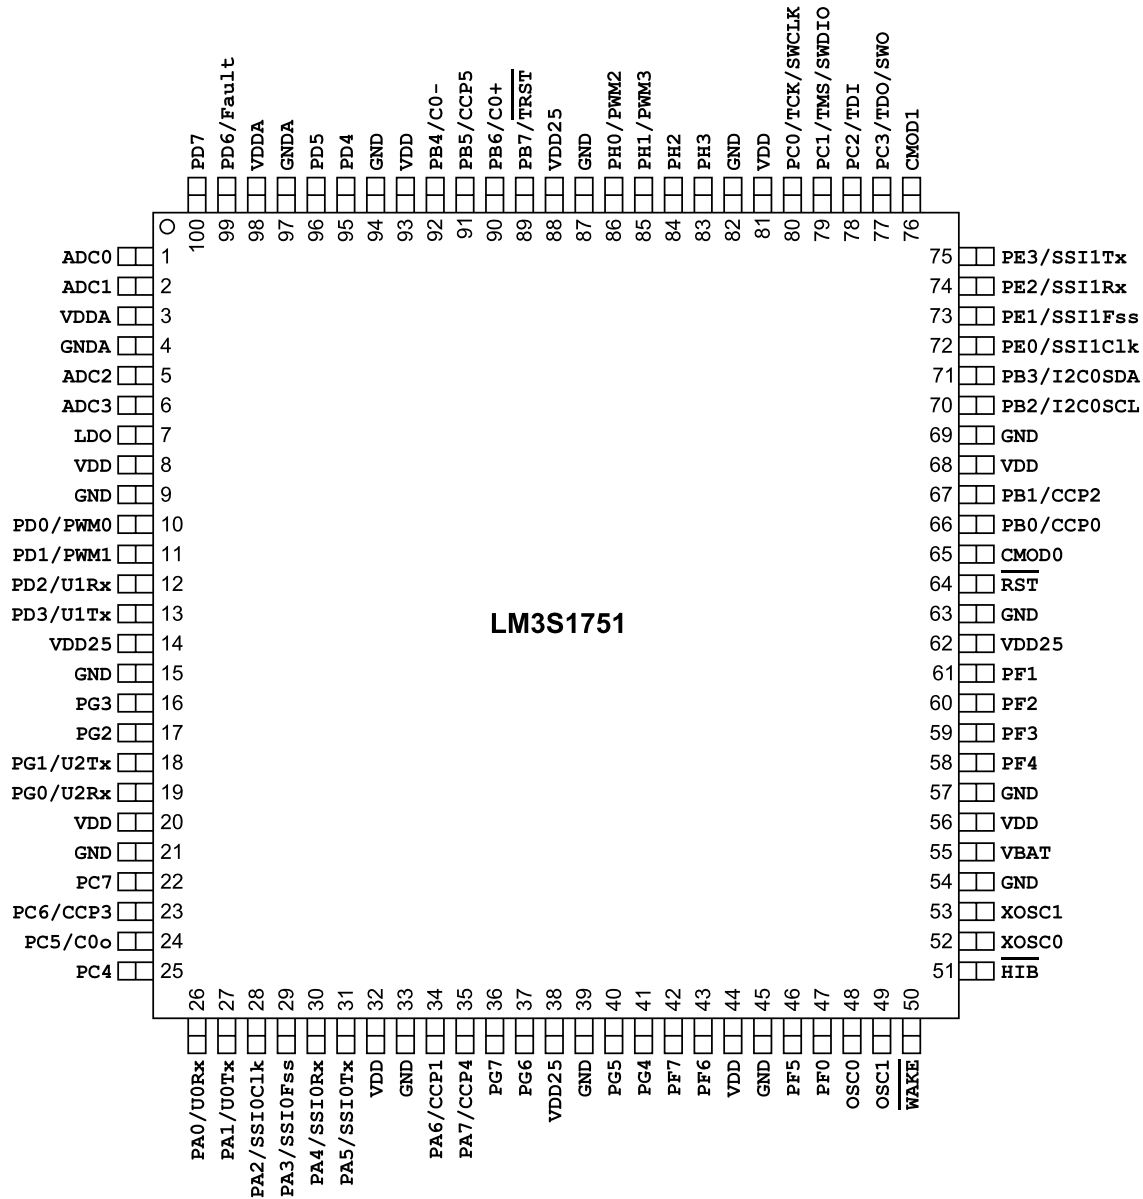 PD7
PD6/Fault
VDDA
GNDA
PD5
PD4
GND
VDD
PB4/C0-
PB5/CCP5
PB6/C0+
PB7/TRST
VDD25
GND
PH0/PWM2
PH1/PWM3
PH2
PH3
GND
VDD
PC0/TCK/SWCLK
PC1/TMS/SWDIO
PC2/TDI
PC3/TDO/SWO
CMOD1
100 99 98 97 96 95 94 93 92 91 90 89 88 87 86 85 84 83 82 81 80 79 78 77 76
ADC0 1
ADC1 2
VDDA 3
GNDA 4
ADC2 5
ADC3 6
LDO 7
VDD 8
GND 9
PD0/PWM0 10
PD1/PWM1 11
PD2/U1Rx 12
PD3/U1Tx 13
VDD25 14
GND 15
PG3 16
PG2 17
PG1/U2Tx 18
PG0/U2Rx 19
VDD 20
GND 21
PC7 22
PC6/CCP3 23
PC5/C0o 24
PC4 25
LM3S1751
75 PE3/SSI1Tx
74 PE2/SSI1Rx
73 PE1/SSI1Fss
72 PE0/SSI1Clk
71 PB3/I2C0SDA
70 PB2/I2C0SCL
69 GND
68 VDD
67 PB1/CCP2
66 PB0/CCP0
65 CMOD0
64 RST
63 GND
62 VDD25
61 PF1
60 PF2
59 PF3
58 PF4
57 GND
56 VDD
55 VBAT
54 GND
53 XOSC1
52 XOSC0
51 HIB
26 27 28 29 30 31 32 33 34 35 36 37 38 39 40 41 42 43 44 45 46 47 48 49 50
PA0/U0Rx
PA1/U0Tx
PA2/SSI0Clk
PA3/SSI0Fss
PA4/SSI0Rx
PA5/SSI0Tx
VDD
GND
PA6/CCP1
PA7/CCP4
PG7
PG6
VDD25
GND
PG5
PG4
PF7
PF6
VDD
GND
PF5
PF0
OSC0
OSC1
WAKE